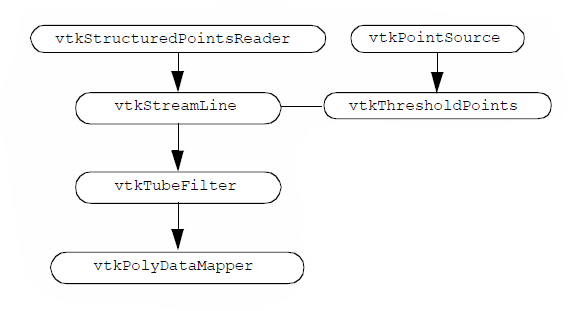 vtkStructuredPointsReader
vtkPointSource
vtkStreamLine
vtkThresholdPoints
vtkTubeFilter
vtkPolyDataMapper